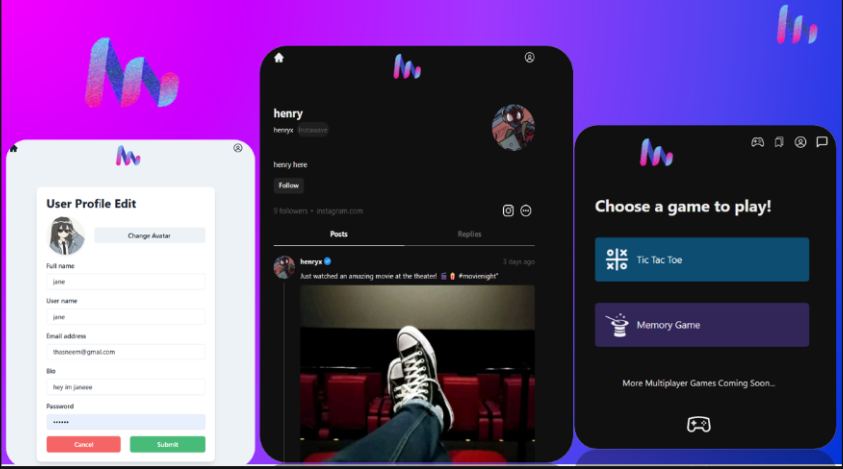 User Profile Edit
Change Avatar
Full name
jane
User name
jane
Email address
thasneem@gmal.com
Bio
hey im janeee
Password
••••••
Cancel
Submit
henry
henryx Instawave
henry here
Follow
9 followers • instagram.com
Posts
Replies
henryx
3 days ago
Just watched an amazing movie at the theater! 🎬 🍿 #movienight"
Choose a game to play!
Tic Tac Toe
Memory Game
More Multiplayer Games Coming Soon...